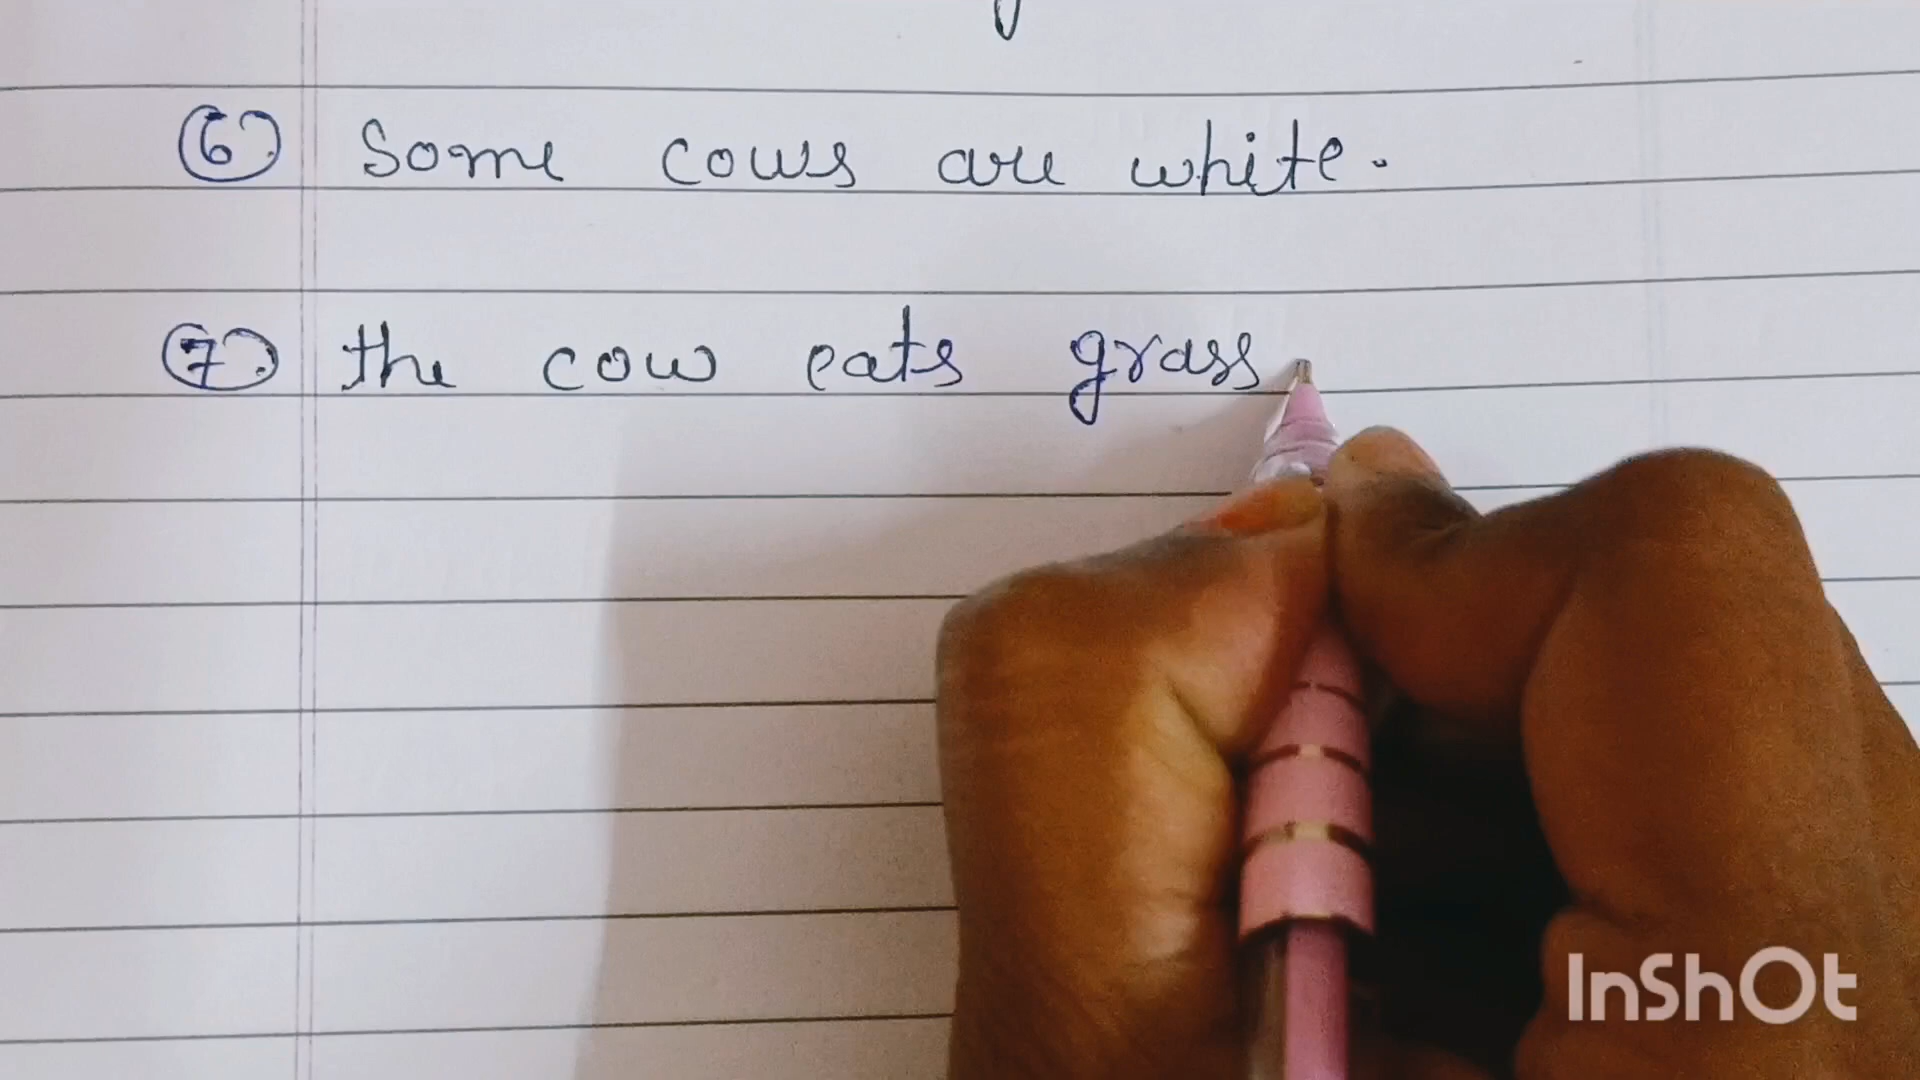 6. Some cows are white.
7. the cow eats grass
InShOt